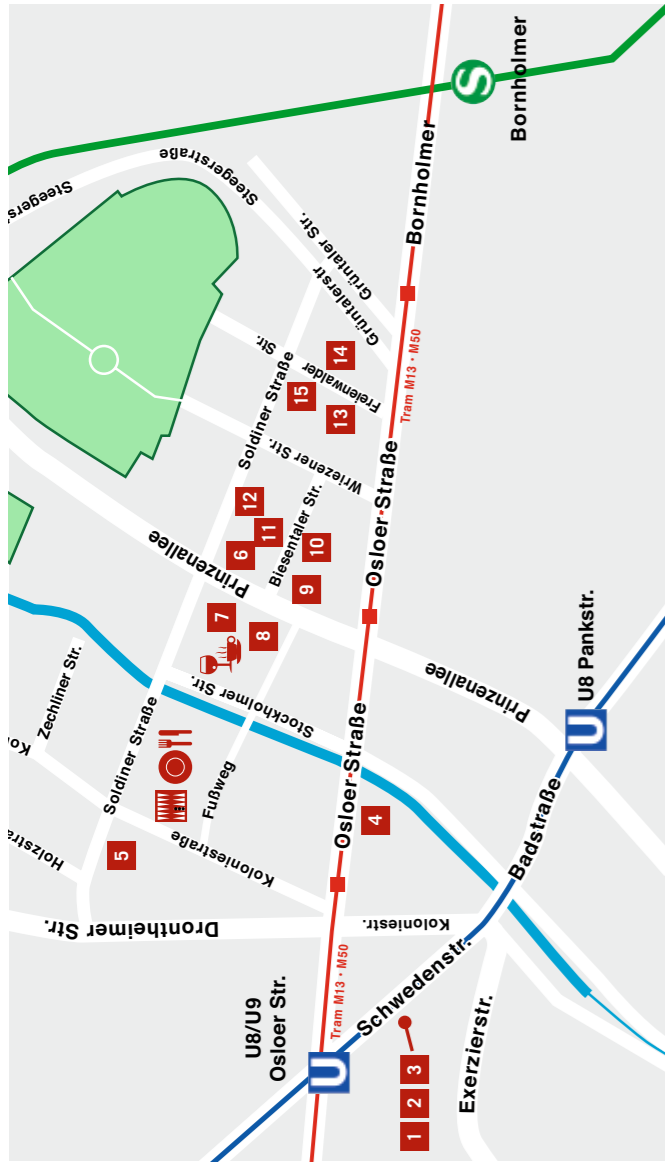 Steegerst
Steegerstraße
Grüntaler Str.
Grüntalerstr
Bornholmer
S
Bornholmer
Tram M13 • M50
Freienwalder
Str.
14
15
13
Soldiner Straße
Wriezener Str.
12
11
6
10
Biesentaler Str.
9
Prinzenallee
7
8
Osloer Straße
Prinzenallee
U8 Pankstr.
U
Zechliner Str.
Ko
Stockholmer
Str.
Soldiner Straße
Fußweg
Holzstra
5
Koloniestraße
Osloer Straße
4
Badstraße
Drontheimer Str.
Koloniestr.
Tram M13 • M50
Schwedenstr.
U8/U9
Osloer Str.
U
1 2 3
Exerzierstr.